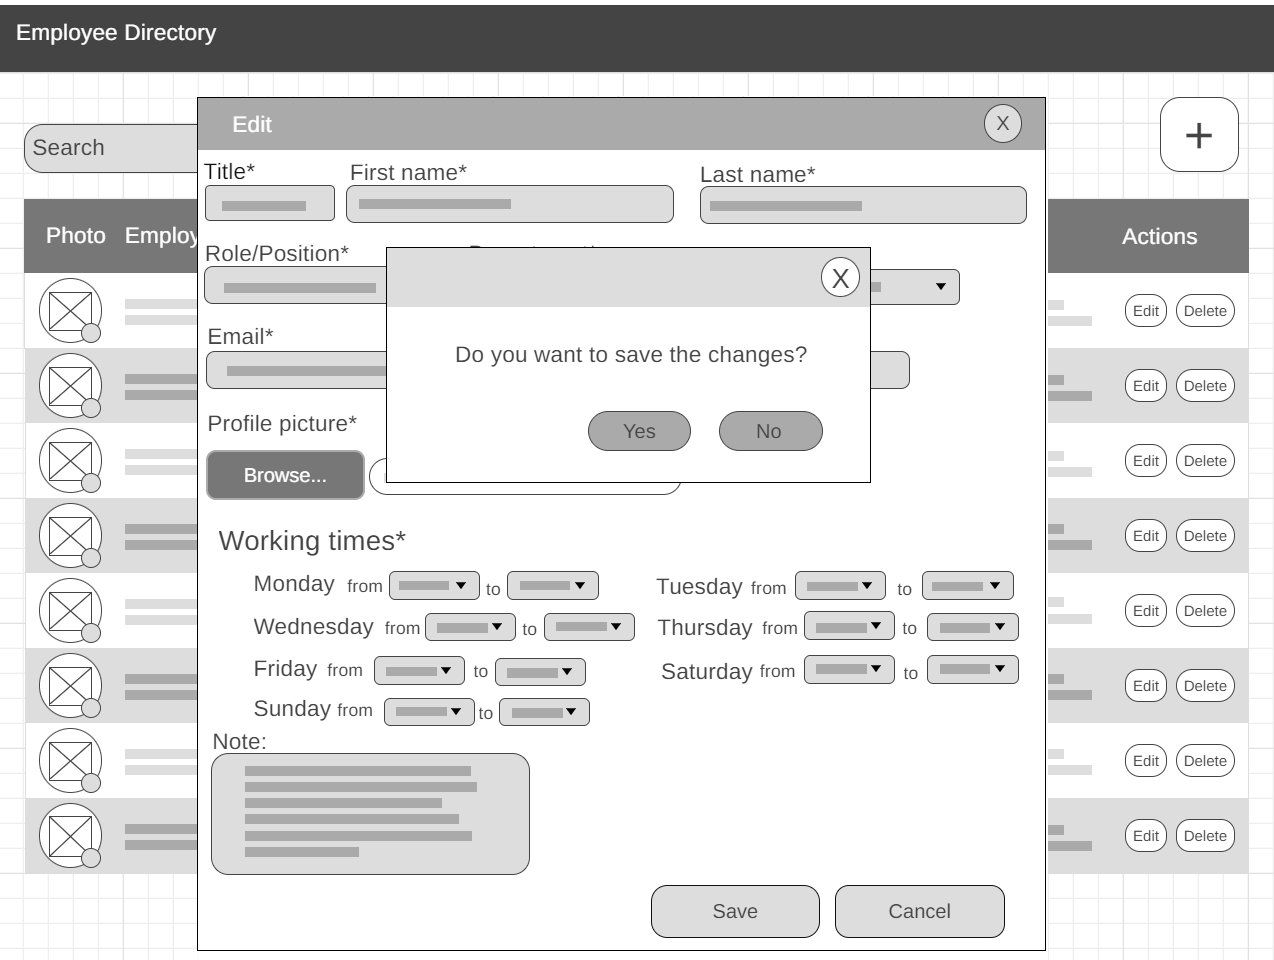 Employee Directory
Edit
X
Search
+
Title*
First name*
Last name*
Photo
Employ
Actions
Role/Position*
X
Do you want to save the changes?
Yes
No
Email*
Profile picture*
Browse...
Working times*
Monday from to
Tuesday from to
Wednesday from to
Thursday from to
Friday from to
Saturday from to
Sunday from to
Note:
Save
Cancel
Edit Delete
Edit Delete
Edit Delete
Edit Delete
Edit Delete
Edit Delete
Edit Delete
Edit Delete